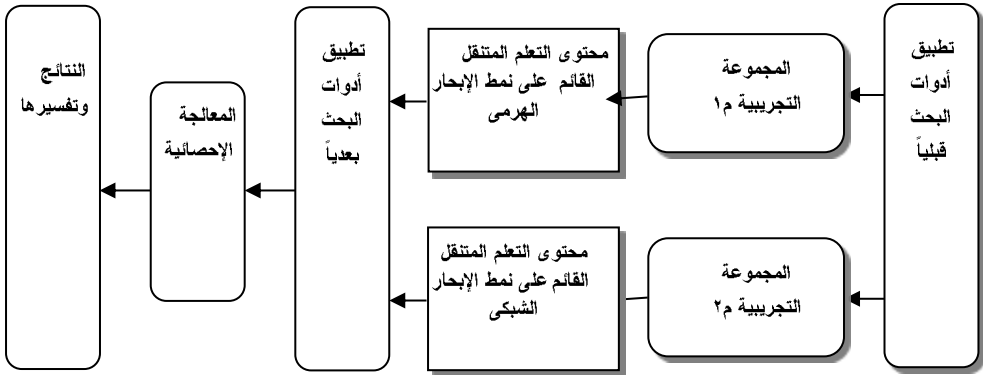 تطبيق
أدوات
البحث
قبلياً
المجموعة
التجريبية م١
محتوى التعلم المتنقل
القائم على نمط الإبحار
الهرمى
المجموعة
التجريبية م٢
محتوى التعلم المتنقل
القائم على نمط الإبحار
الشبكى
تطبيق
أدوات
البحث
بعدياً
المعالجة
الإحصائية
النتائج
وتفسيرها